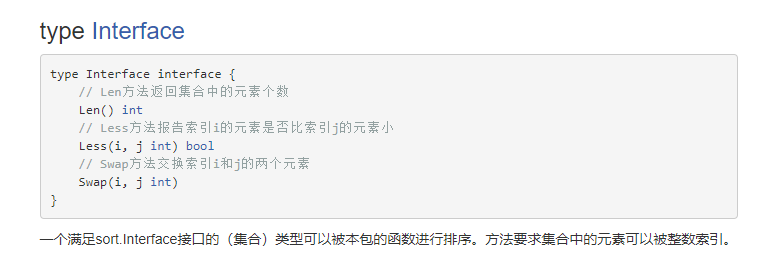 type Interface
type Interface interface {
// Len方法返回集合中的元素个数
Len() int
// Less方法报告索引i的元素是否比索引j的元素小
Less(i, j int) bool
// Swap方法交换索引i和j的两个元素
Swap(i, j int)
}
一个满足sort.Interface接口的（集合）类型可以被本包的函数进行排序。方法要求集合中的元素可以被整数索引。